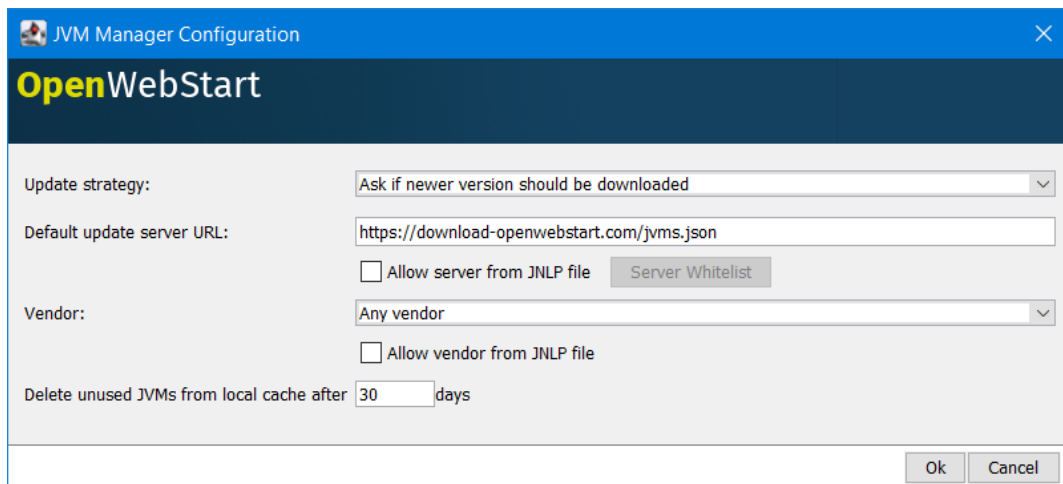 JVM Manager Configuration
OpenWebStart
Update strategy: Ask if newer version should be downloaded
Default update server URL: https://download-openwebstart.com/jvms.json
Allow server from JNLP file Server Whitelist
Vendor: Any vendor
Allow vendor from JNLP file
Delete unused JVMs from local cache after 30 days
Ok Cancel